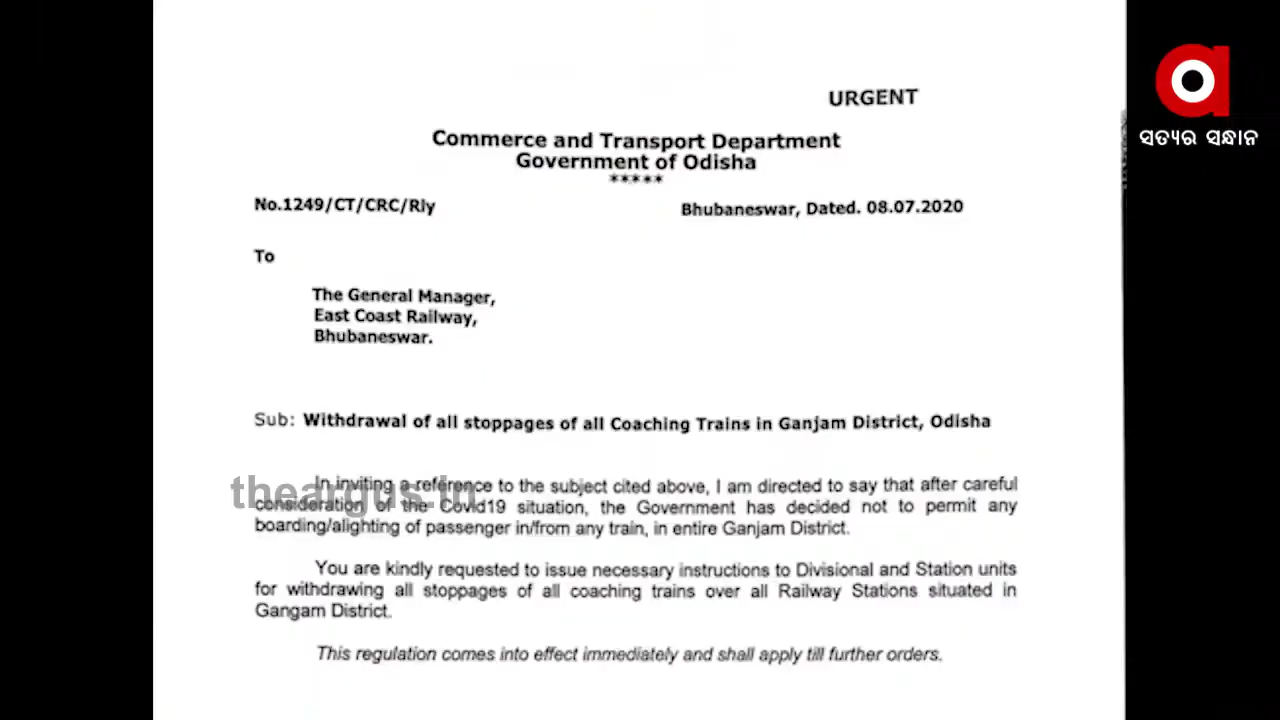 URGENT
Commerce and Transport Department
Government of Odisha
*****
No.1249/CT/CRC/Rly
Bhubaneswar, Dated. 08.07.2020
To
The General Manager,
East Coast Railway,
Bhubaneswar.
Sub: Withdrawal of all stoppages of all Coaching Trains in Ganjam District, Odisha
In inviting a reference to the subject cited above, I am directed to say that after careful
consideration of the Covid19 situation, the Government has decided not to permit any
boarding/alighting of passenger in/from any train, in entire Ganjam District.
You are kindly requested to issue necessary instructions to Divisional and Station units
for withdrawing all stoppages of all coaching trains over all Railway Stations situated in
Gangam District.
This regulation comes into effect immediately and shall apply till further orders.
theargus.in
a
ସତ୍ୟର ସନ୍ଧାନ